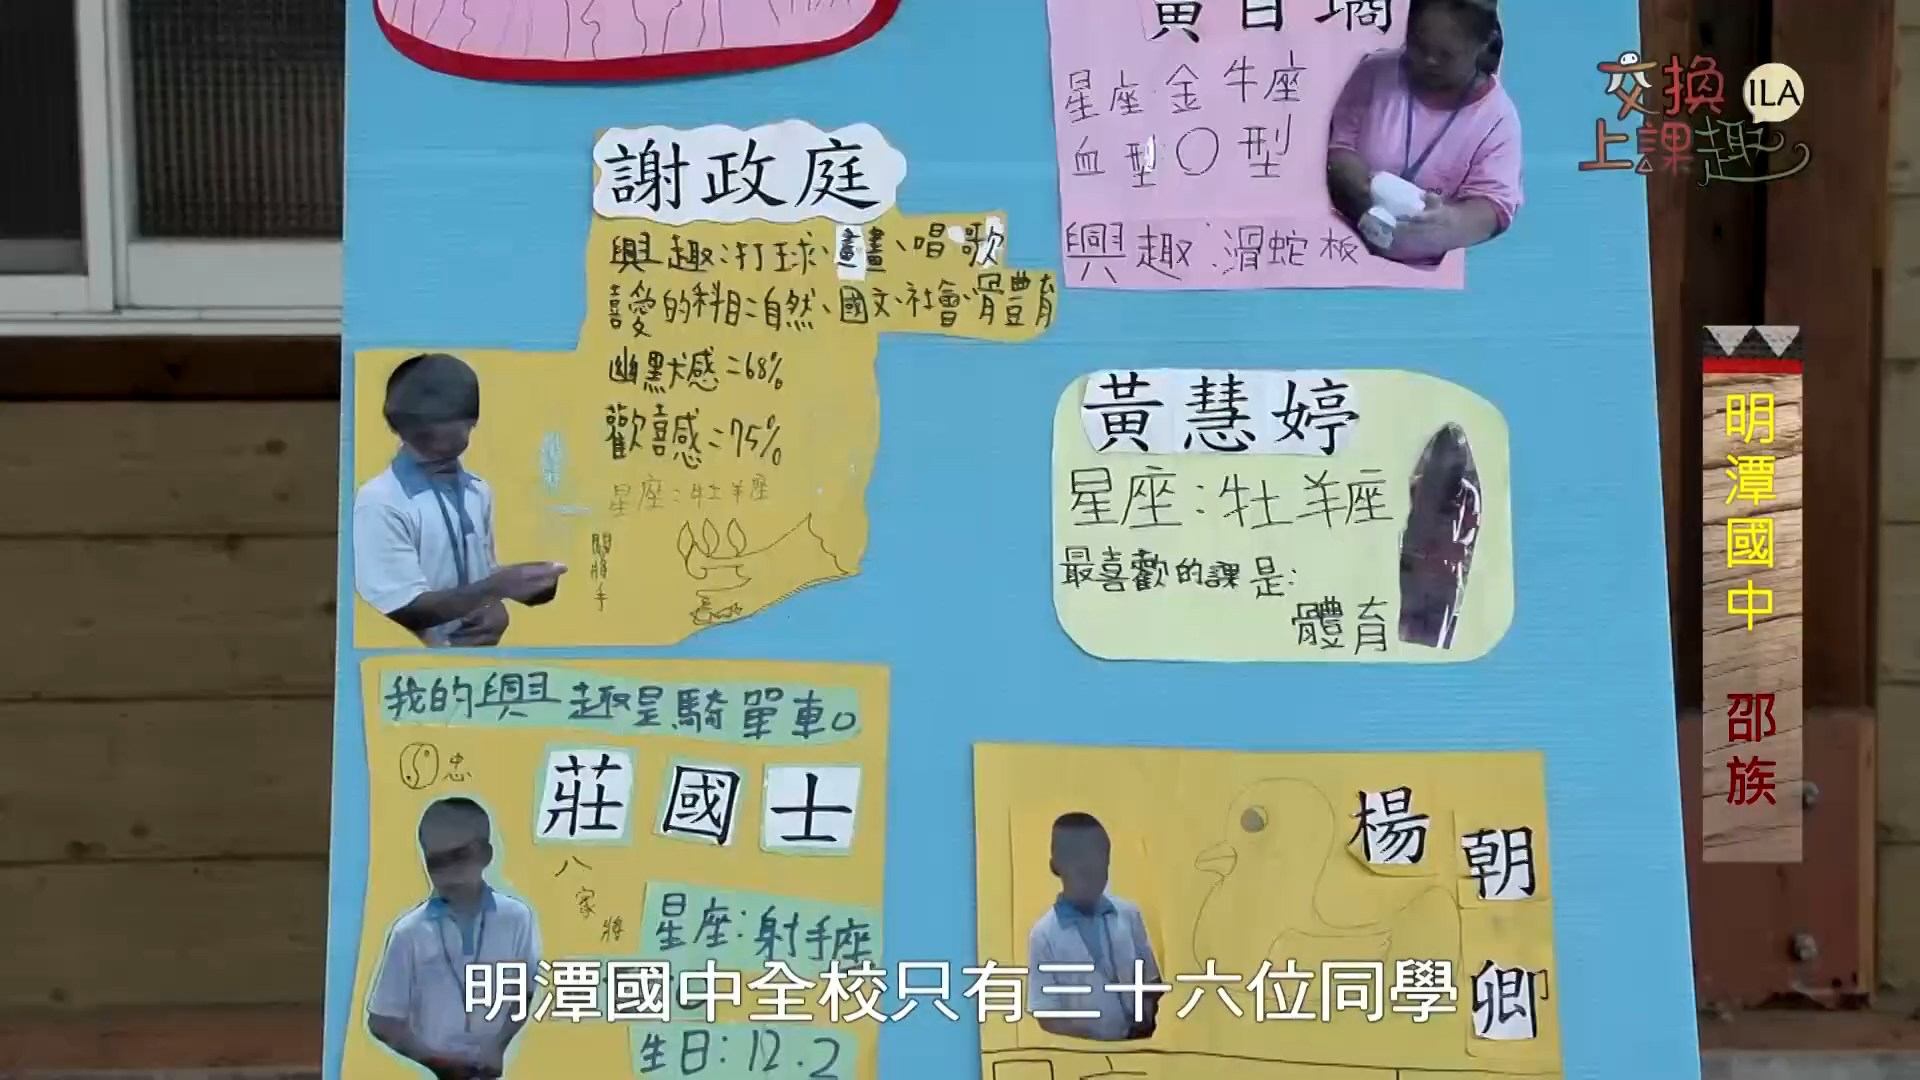 星座:金牛座
血型O型
興趣:滑蛇板
交換
上課趣
ILA
謝政庭
興趣:打球、畫畫、唱歌
喜愛的科目:自然、國文、社會、體育
幽默感=68%
歡喜感=75%
星座:牡羊座
黃慧婷
星座:牡羊座
最喜歡的課是:
體育
我的興趣是騎單車。
忠
莊國士
八家將
星座:射手座
生日:12.2
楊朝卿
明潭國中 邵族
明潭國中全校只有三十六位同學